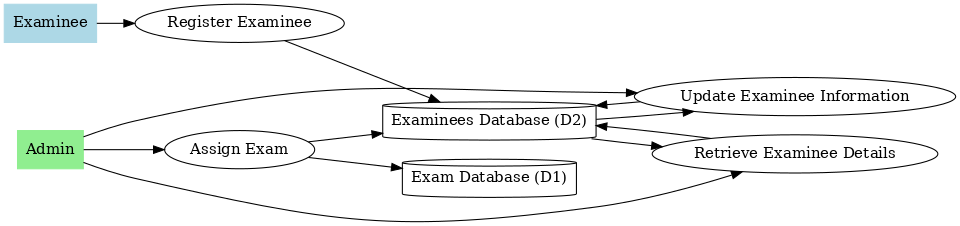 Examinee
Register Examinee
Update Examinee Information
Examinees Database (D2)
Admin
Assign Exam
Retrieve Examinee Details
Exam Database (D1)